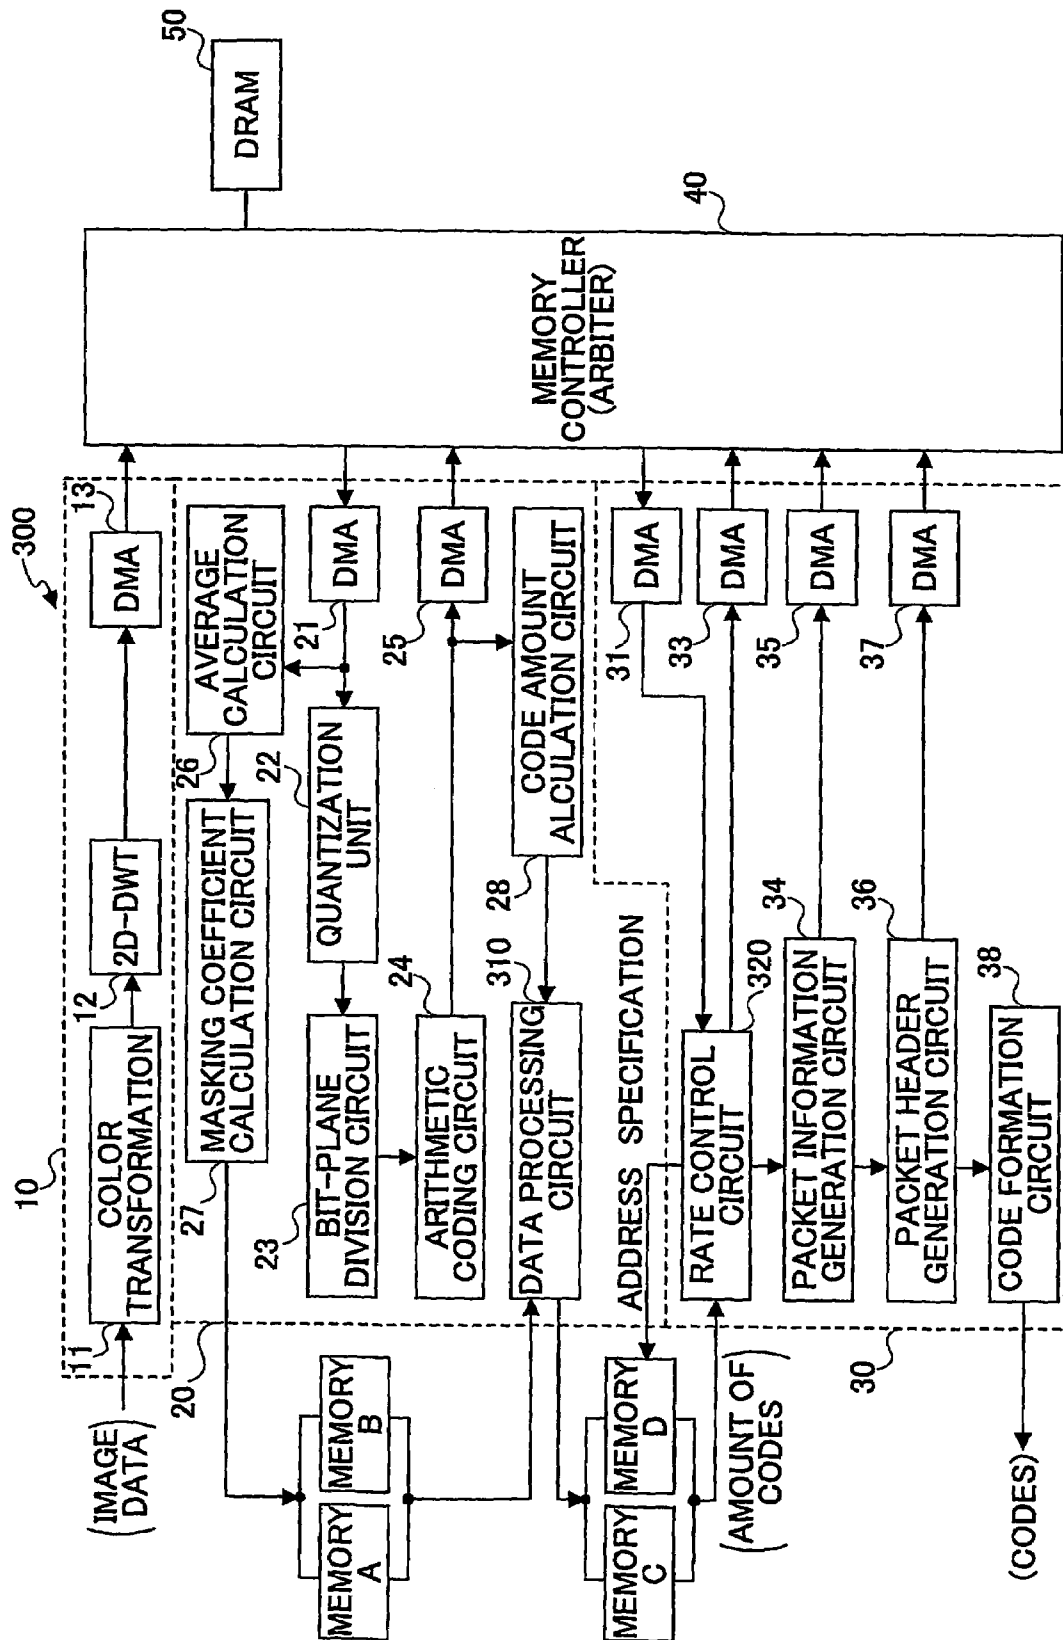 300
10
(IMAGE
DATA)
11
COLOR
TRANSFORMATION
12
2D-DWT
13
DMA
20
27
MASKING COEFFICIENT
CALCULATION CIRCUIT
26
AVERAGE
CALCULATION
CIRCUIT
21
DMA
22
QUANTIZATION
UNIT
23
BIT-PLANE
DIVISION CIRCUIT
24
ARITHMETIC
CODING CIRCUIT
25
DMA
28
CODE AMOUNT
ALCULATION CIRCUIT
310
DATA PROCESSING
CIRCUIT
MEMORY
A
MEMORY
B
MEMORY
C
MEMORY
D
ADDRESS SPECIFICATION
(AMOUNT OF
CODES)
30
31
DMA
320
RATE CONTROL
CIRCUIT
33
DMA
34
PACKET INFORMATION
GENERATION CIRCUIT
35
DMA
36
PACKET HEADER
GENERATION CIRCUIT
37
DMA
38
CODE FORMATION
CIRCUIT
(CODES)
40
MEMORY
CONTROLLER
(ARBITER)
50
DRAM